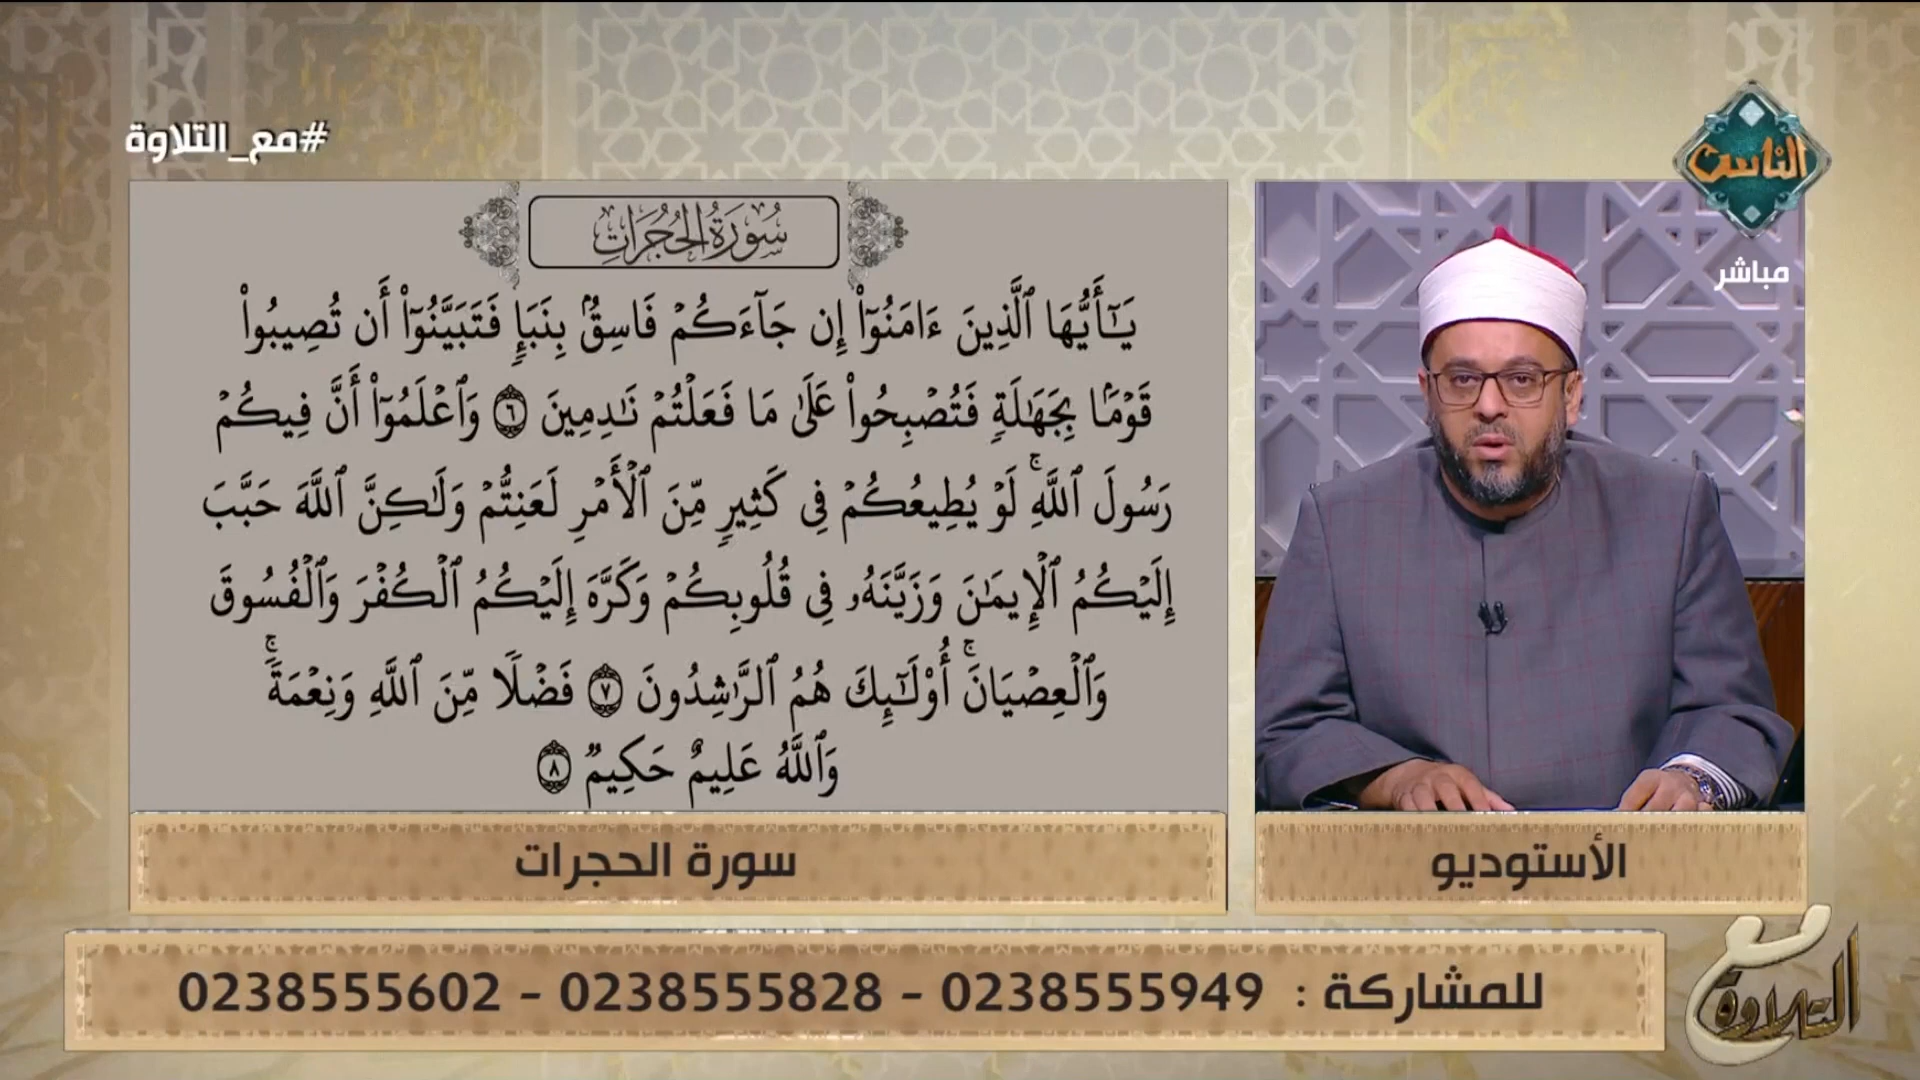 #مع_التلاوة
الناس
مباشر
سُورَةُ الحُجُرَاتِ
يَـٰٓأَيُّهَا ٱلَّذِينَ ءَامَنُوٓا۟ إِن جَآءَكُمْ فَاسِقٌۢ بِنَبَإٍۢ فَتَبَيَّنُوٓا۟ أَن تُصِيبُوا۟
قَوْمًۢا بِجَهَـٰلَةٍۢ فَتُصْبِحُوا۟ عَلَىٰ مَا فَعَلْتُمْ نَـٰدِمِينَ ٦ وَٱعْلَمُوٓا۟ أَنَّ فِيكُمْ
رَسُولَ ٱللَّهِ ۚ لَوْ يُطِيعُكُمْ فِى كَثِيرٍۢ مِّنَ ٱلْأَمْرِ لَعَنِتُّمْ وَلَـٰكِنَّ ٱللَّهَ حَبَّبَ
إِلَيْكُمُ ٱلْإِيمَـٰنَ وَزَيَّنَهُۥ فِى قُلُوبِكُمْ وَكَرَّهَ إِلَيْكُمُ ٱلْكُفْرَ وَٱلْفُسُوقَ
وَٱلْعِصْيَانَ ۚ أُو۟لَـٰٓئِكَ هُمُ ٱلرَّٰشِدُونَ ٧ فَضْلًا مِّنَ ٱللَّهِ وَنِعْمَةً ۚ
وَٱللَّهُ عَلِيمٌ حَكِيمٌ ٨
الأستوديو
سورة الحجرات
للمشاركة : 0238555949 - 0238555828 - 0238555602
مع التلاوة